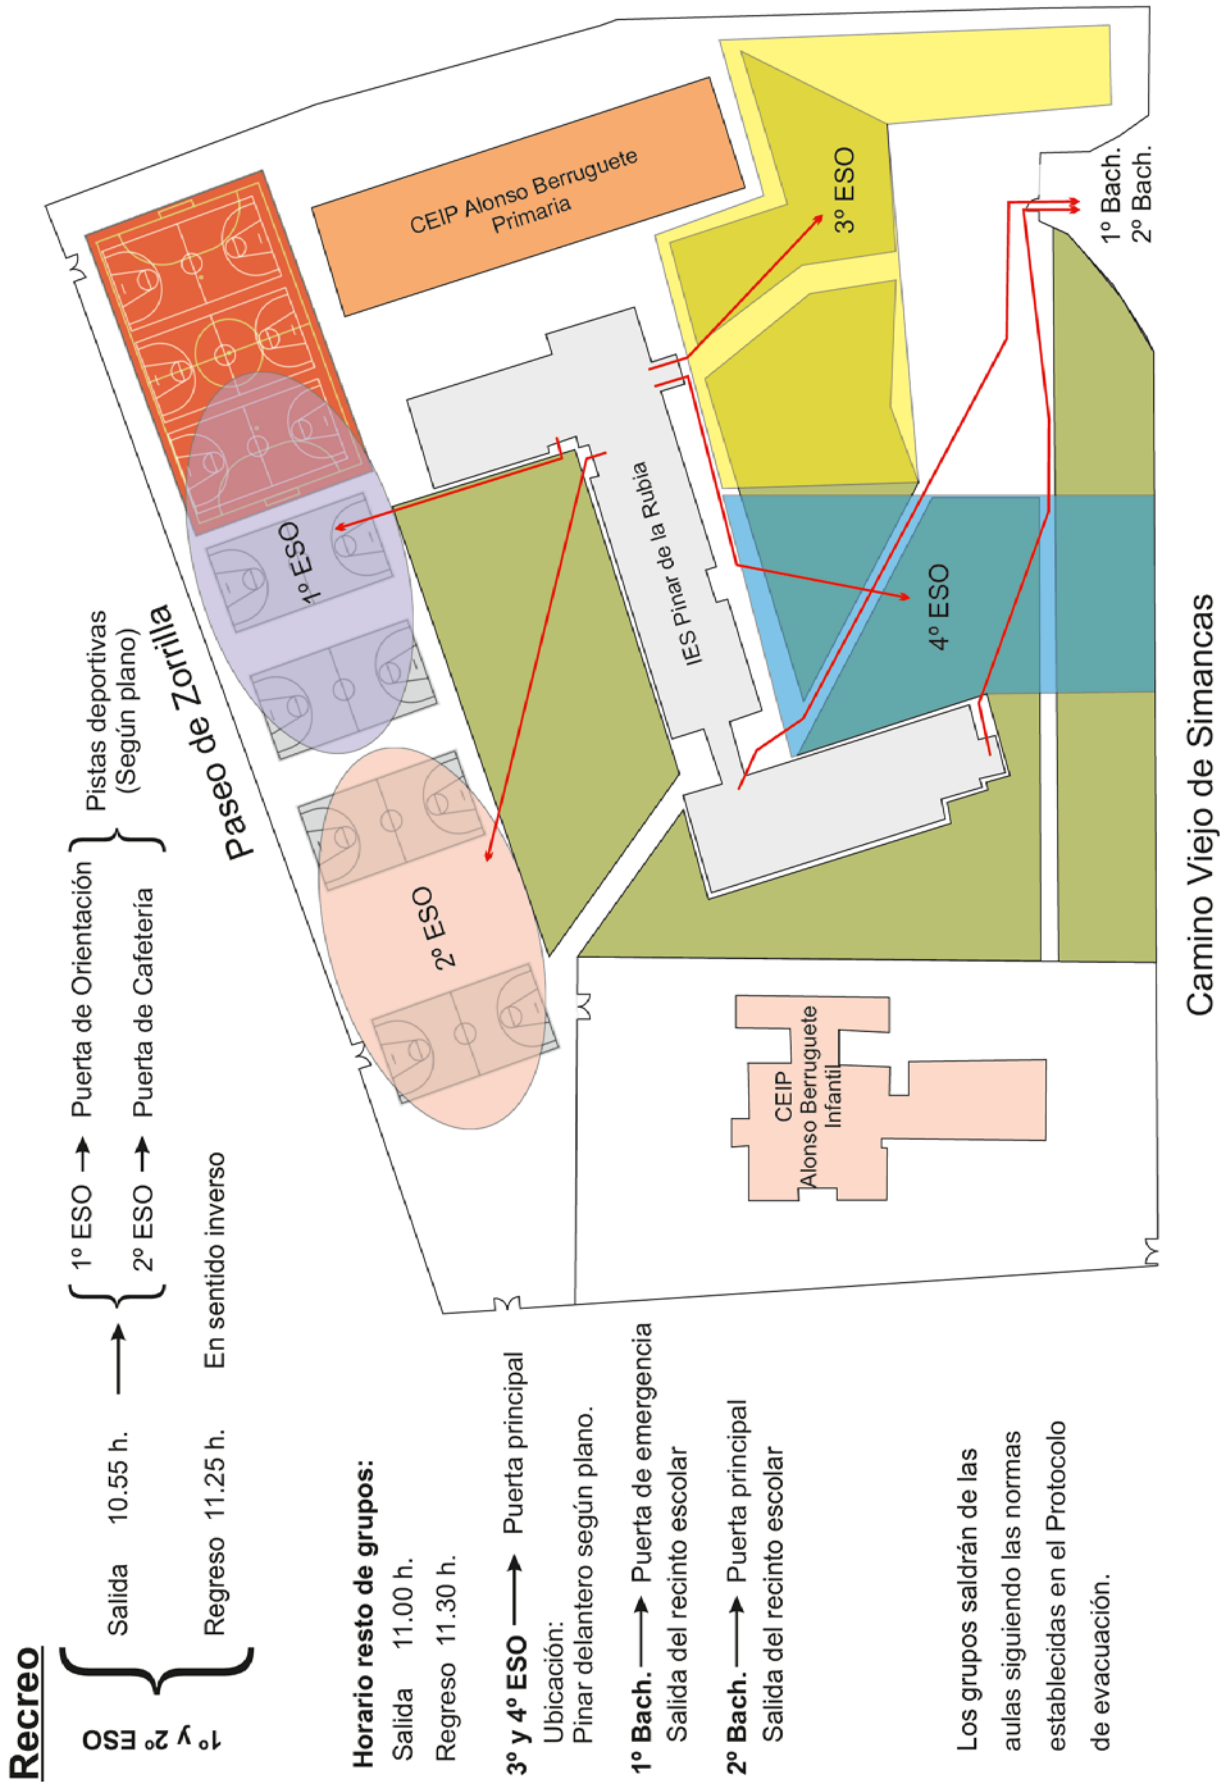 Recreo
1º y 2º ESO
Salida 10.55 h.
1º ESO Puerta de Orientación
2º ESO Puerta de Cafetería
Pistas deportivas
(Según plano)
Regreso 11.25 h. En sentido inverso
Horario resto de grupos:
Salida 11.00 h.
Regreso 11.30 h.
3º y 4º ESO Puerta principal
Ubicación:
Pinar delantero según plano.
1º Bach. Puerta de emergencia
Salida del recinto escolar
2º Bach. Puerta principal
Salida del recinto escolar
Los grupos saldrán de las
aulas siguiendo las normas
establecidas en el Protocolo
de evacuación.
Paseo de Zorrilla
2º ESO
1º ESO
CEIP Alonso Berruguete
Primaria
IES Pinar de la Rubia
CEIP
Alonso Berruguete
Infantil
4º ESO
3º ESO
1º Bach.
2º Bach.
Camino Viejo de Simancas